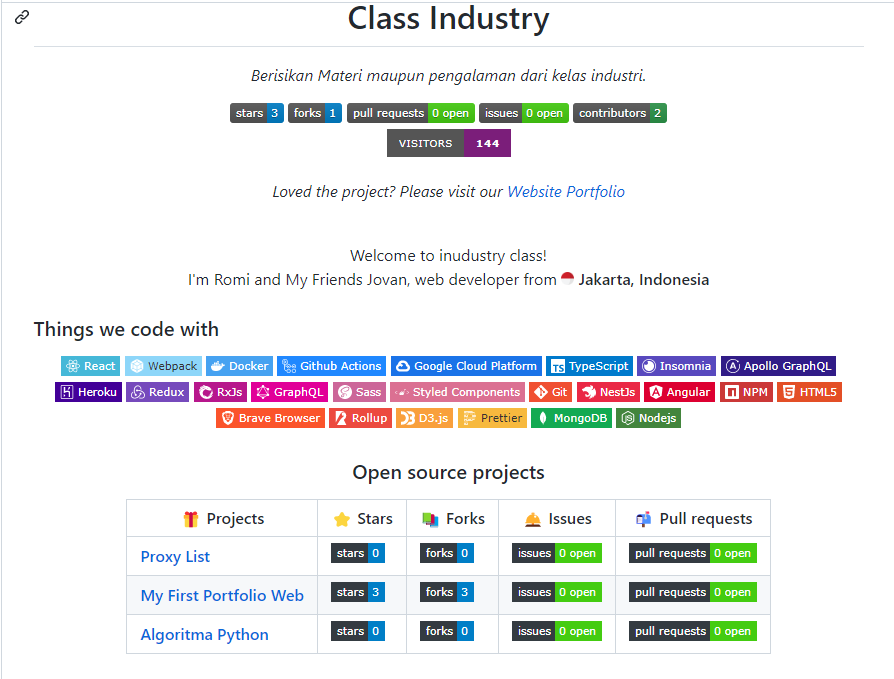 Class Industry
Berisikan Materi maupun pengalaman dari kelas industri.
stars 3 forks 1 pull requests 0 open issues 0 open contributors 2
VISITORS 144
Loved the project? Please visit our Website Portfolio
Welcome to inudustry class!
I'm Romi and My Friends Jovan, web developer from Jakarta, Indonesia
Things we code with
React Webpack Docker Github Actions Google Cloud Platform TypeScript Insomnia Apollo GraphQL
Heroku Redux RxJs GraphQL Sass Styled Components Git NestJs Angular NPM HTML5
Brave Browser Rollup D3.js Prettier MongoDB Nodejs
Open source projects
Projects Stars Forks Issues Pull requests
Proxy List stars 0 forks 0 issues 0 open pull requests 0 open
My First Portfolio Web stars 3 forks 3 issues 0 open pull requests 0 open
Algoritma Python stars 0 forks 0 issues 0 open pull requests 0 open